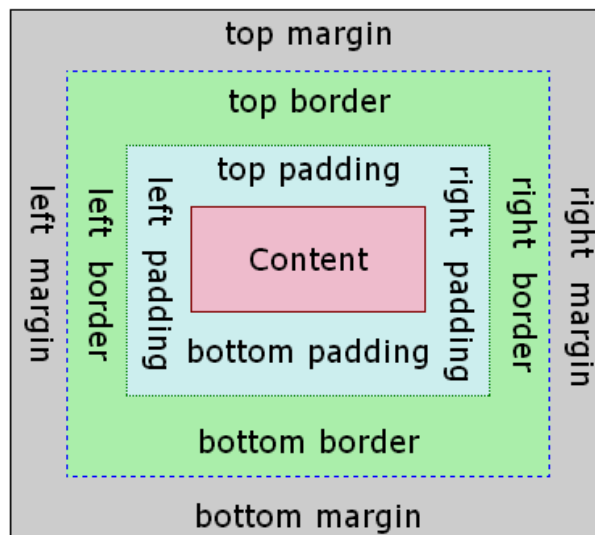 top margin
top border
top padding
left margin
left border
left padding
Content
right padding
right border
right margin
bottom padding
bottom border
bottom margin